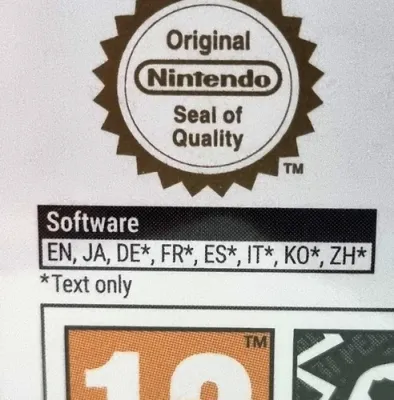 Original
Nintendo
Seal of
Quality
TM
Software
EN, JA, DE*, FR*, ES*, IT*, KO*, ZH*
*Text only
TM